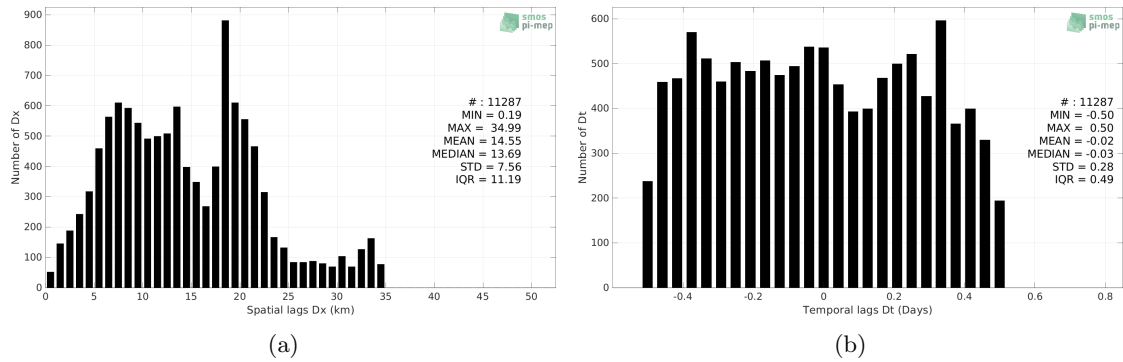 900
800
700
600
500
400
300
200
100
0
Number of Dx
0 5 10 15 20 25 30 35 40 45 50
Spatial lags Dx (km)
smos
pi-mep
# : 11287
MIN = 0.19
MAX = 34.99
MEAN = 14.55
MEDIAN = 13.69
STD = 7.56
IQR = 11.19
(a)
600
500
400
300
200
100
0
Number of Dt
-0.4 -0.2 0 0.2 0.4 0.6 0.8
Temporal lags Dt (Days)
smos
pi-mep
# : 11287
MIN = -0.50
MAX = 0.50
MEAN = -0.02
MEDIAN = -0.03
STD = 0.28
IQR = 0.49
(b)